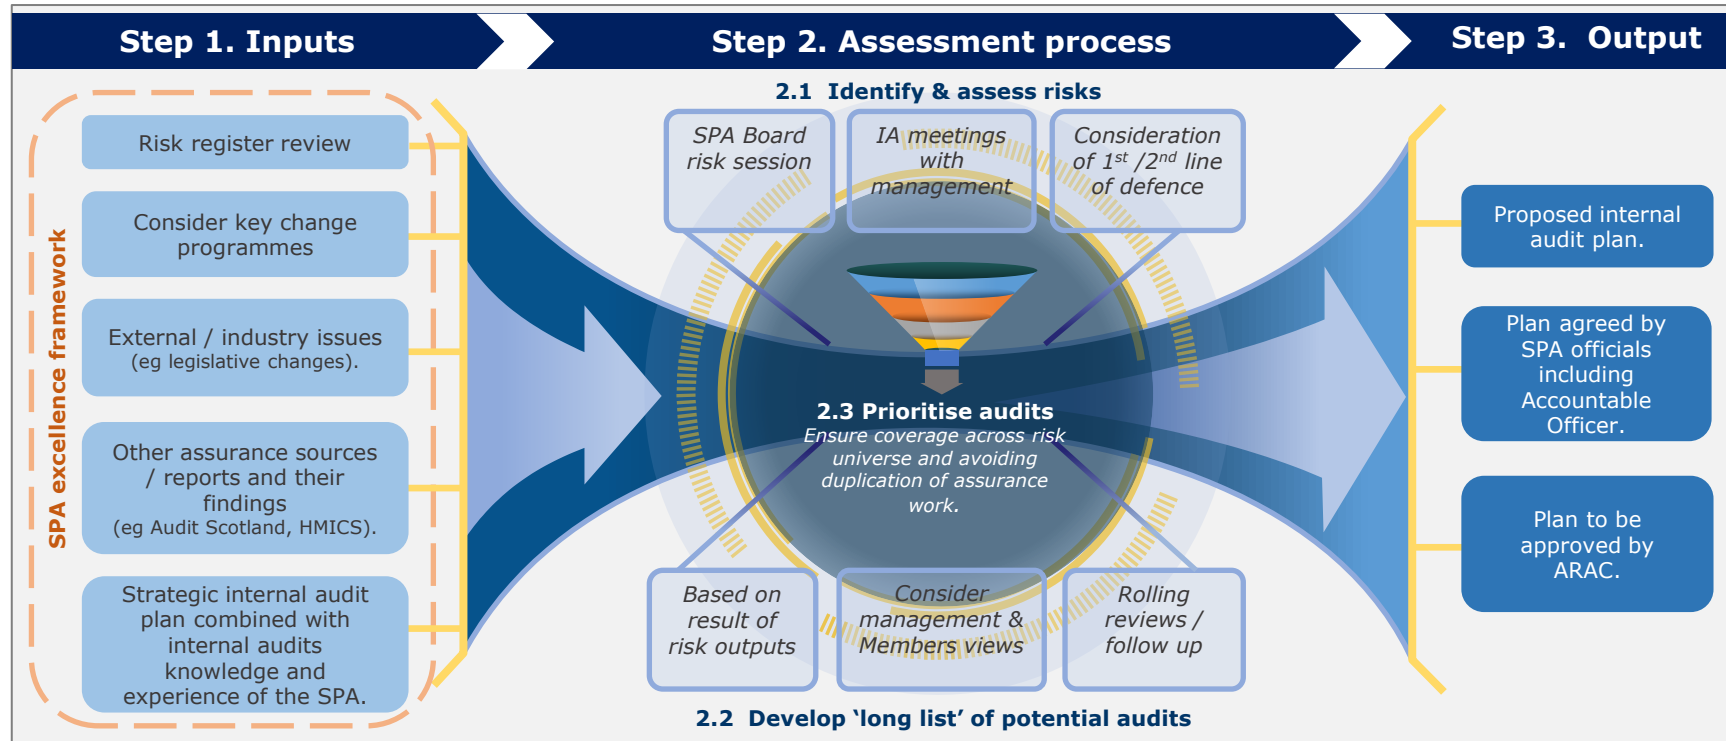 Step 1. Inputs
Step 2. Assessment process
Step 3.  Output
SPA excellence framework
Risk register review
Consider key change
programmes
External / industry issues
(eg legislative changes).
Other assurance sources
/ reports and their
findings
(eg Audit Scotland, HMICS).
Strategic internal audit
plan combined with
internal audits
knowledge and
experience of the SPA.
2.1  Identify & assess risks
SPA Board
risk session
IA meetings
with
management
Consideration
of 1st /2nd line
of defence
2.3 Prioritise audits
Ensure coverage across risk
universe and avoiding
duplication of assurance
work.
Based on
result of
risk outputs
Consider
management &
Members views
Rolling
reviews /
follow up
2.2  Develop ‘long list’ of potential audits
Proposed internal
audit plan.
Plan agreed by
SPA officials
including
Accountable
Officer.
Plan to be
approved by
ARAC.